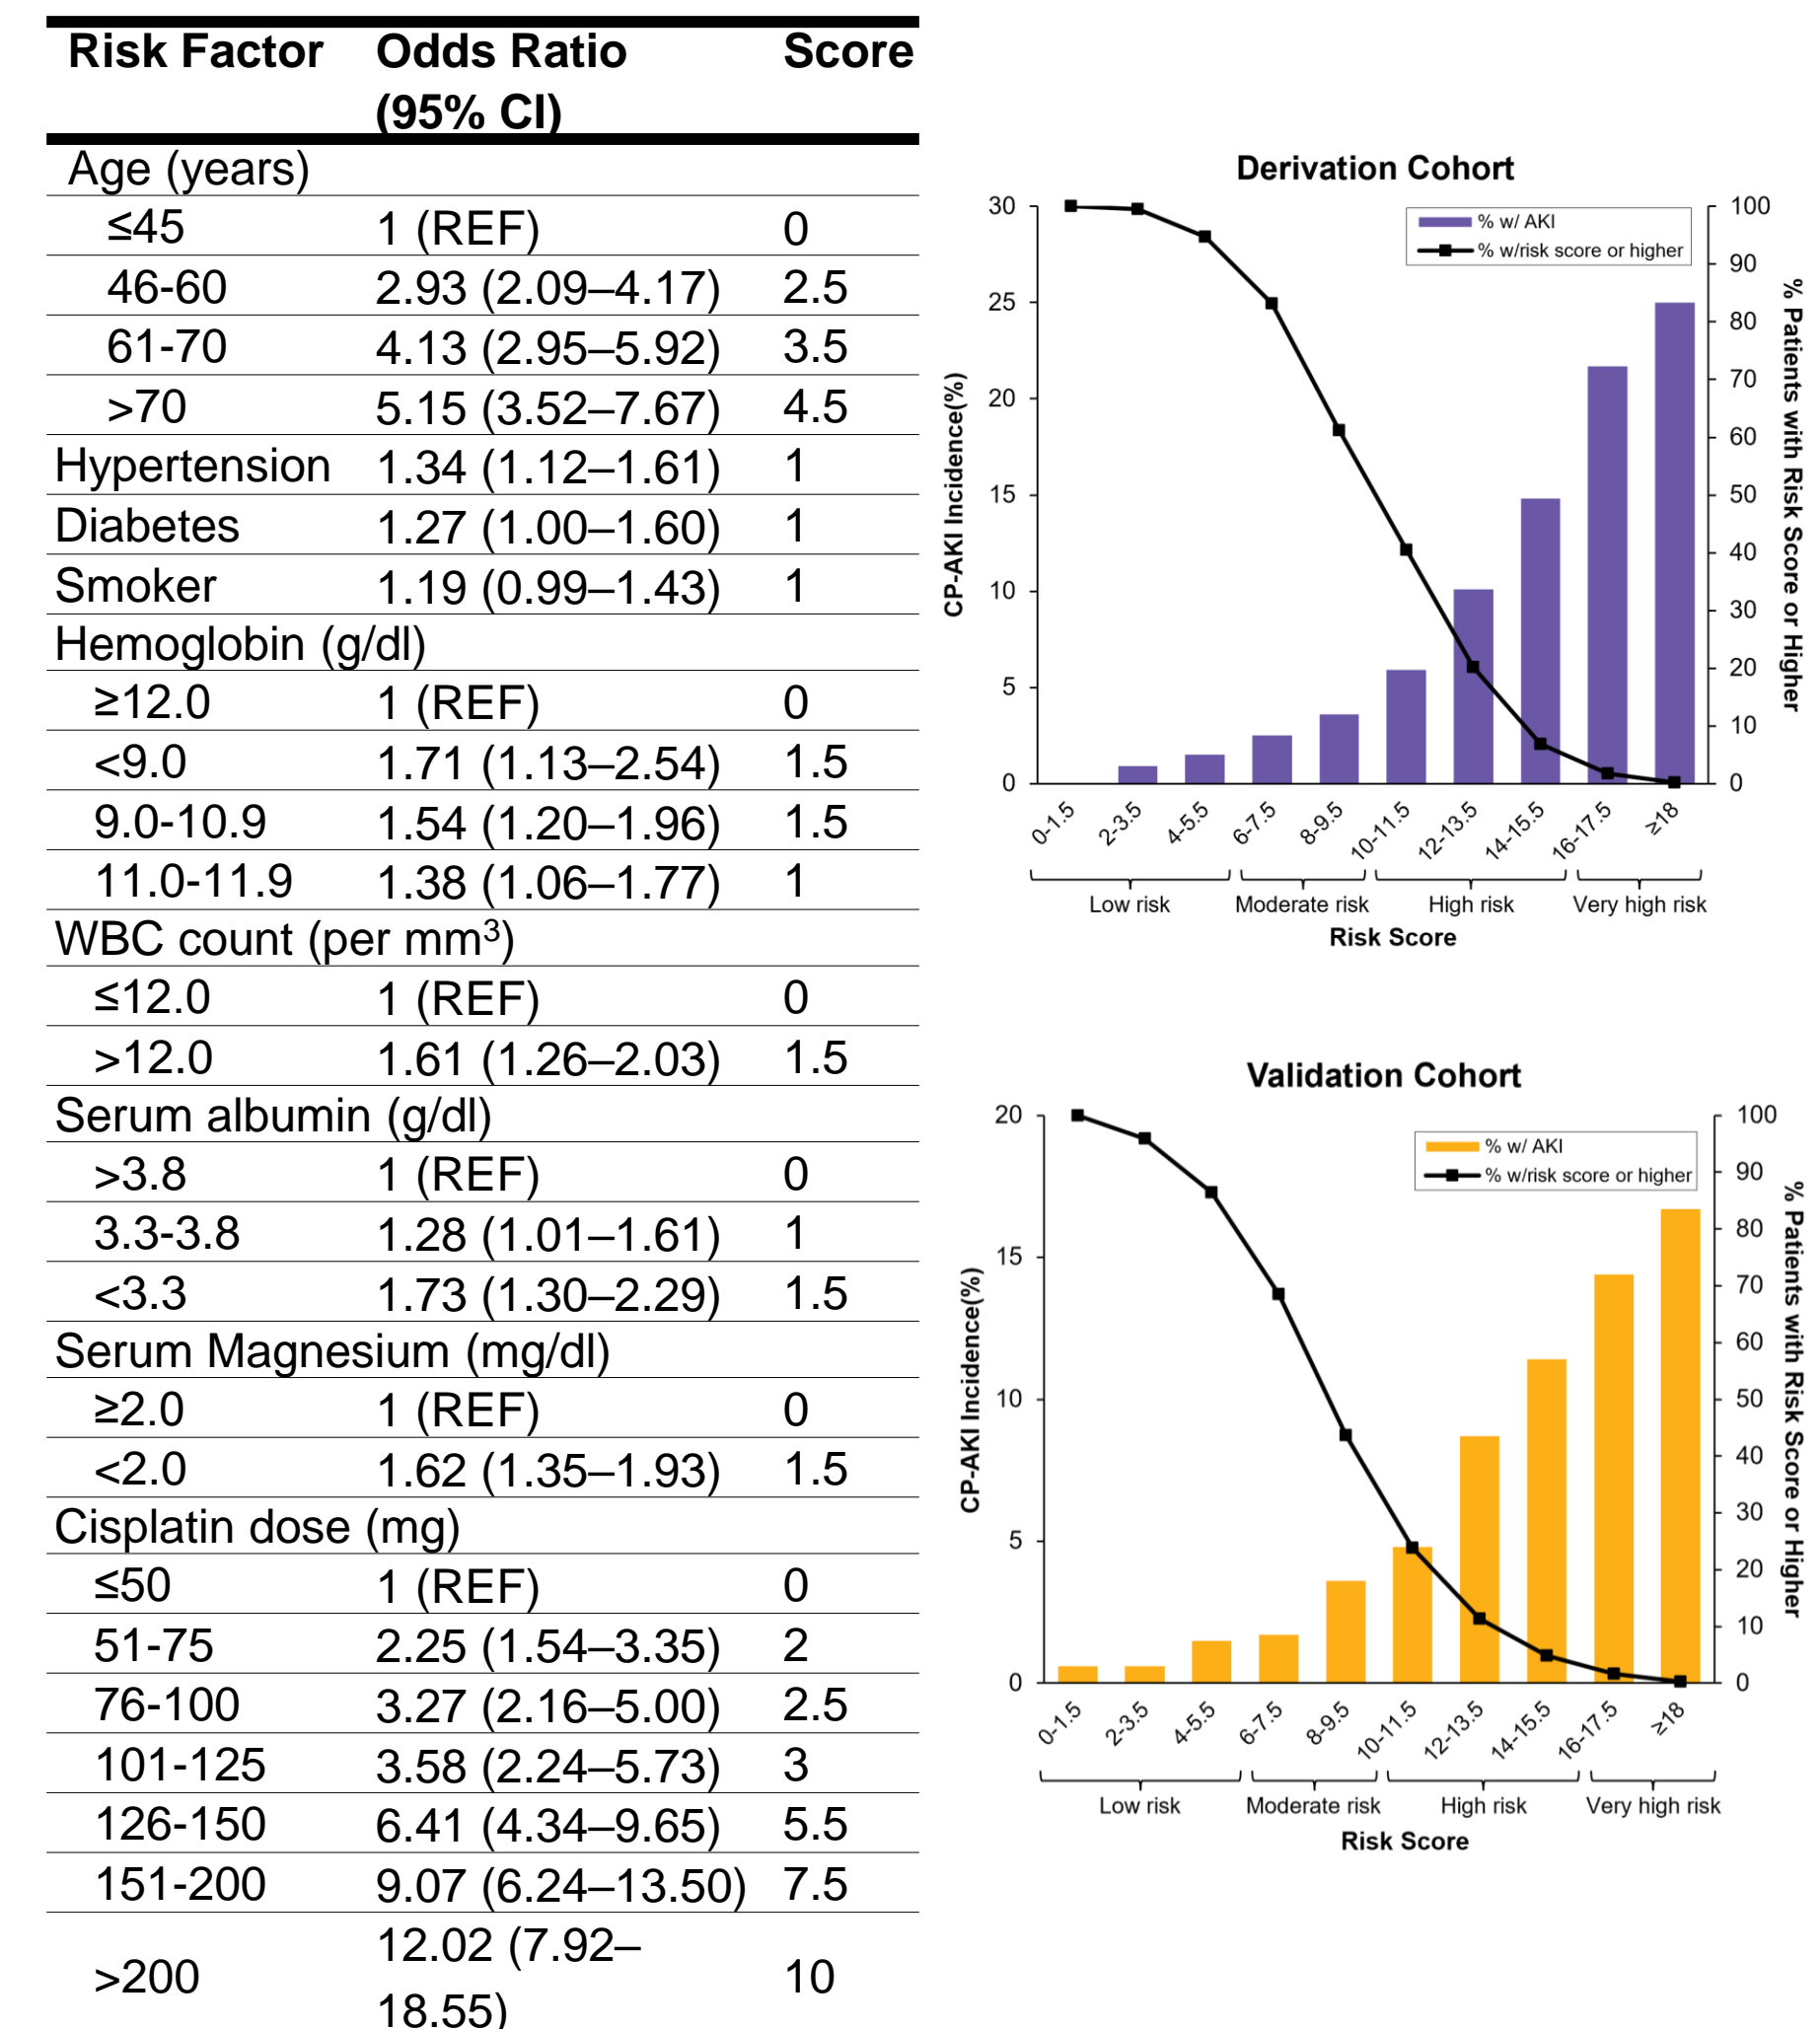 Risk Factor Odds Ratio Score
(95% CI)
Age (years)
≤45 1 (REF) 0
46-60 2.93 (2.09–4.17) 2.5
61-70 4.13 (2.95–5.92) 3.5
>70 5.15 (3.52–7.67) 4.5
Hypertension 1.34 (1.12–1.61) 1
Diabetes 1.27 (1.00–1.60) 1
Smoker 1.19 (0.99–1.43) 1
Hemoglobin (g/dl)
≥12.0 1 (REF) 0
<9.0 1.71 (1.13–2.54) 1.5
9.0-10.9 1.54 (1.20–1.96) 1.5
11.0-11.9 1.38 (1.06–1.77) 1
WBC count (per mm³)
≤12.0 1 (REF) 0
>12.0 1.61 (1.26–2.03) 1.5
Serum albumin (g/dl)
>3.8 1 (REF) 0
3.3-3.8 1.28 (1.01–1.61) 1
<3.3 1.73 (1.30–2.29) 1.5
Serum Magnesium (mg/dl)
≥2.0 1 (REF) 0
<2.0 1.62 (1.35–1.93) 1.5
Cisplatin dose (mg)
≤50 1 (REF) 0
51-75 2.25 (1.54–3.35) 2
76-100 3.27 (2.16–5.00) 2.5
101-125 3.58 (2.24–5.73) 3
126-150 6.41 (4.34–9.65) 5.5
151-200 9.07 (6.24–13.50) 7.5
>200 12.02 (7.92– 10
18.55)
Derivation Cohort
% w/ AKI
% w/risk score or higher
CP-AKI Incidence(%)
30
25
20
15
10
5
0
100
90
80
70
60
50
40
30
20
10
0
% Patients with Risk Score or Higher
0-1.5 2-3.5 4-5.5 6-7.5 8-9.5 10-11.5 12-13.5 14-15.5 16-17.5 ≥18
Low risk Moderate risk High risk Very high risk
Risk Score
Validation Cohort
% w/ AKI
% w/risk score or higher
CP-AKI Incidence(%)
20
15
10
5
0
100
90
80
70
60
50
40
30
20
10
0
% Patients with Risk Score or Higher
0-1.5 2-3.5 4-5.5 6-7.5 8-9.5 10-11.5 12-13.5 14-15.5 16-17.5 ≥18
Low risk Moderate risk High risk Very high risk
Risk Score